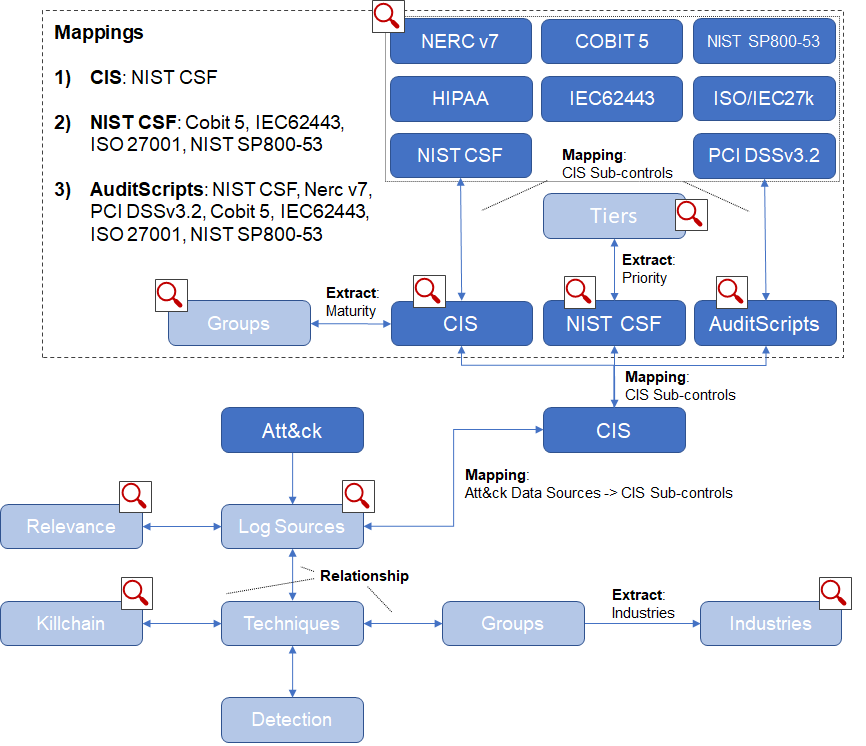 Mappings
1) CIS: NIST CSF
2) NIST CSF: Cobit 5, IEC62443,
ISO 27001, NIST SP800-53
3) AuditScripts: NIST CSF, Nerc v7,
PCI DSSv3.2, Cobit 5, IEC62443,
ISO 27001, NIST SP800-53
NERC v7
COBIT 5
NIST SP800-53
HIPAA
IEC62443
ISO/IEC27k
NIST CSF
Mapping:
CIS Sub-controls
PCI DSSv3.2
Tiers
Extract:
Priority
Groups
Extract:
Maturity
CIS
NIST CSF
AuditScripts
Mapping:
CIS Sub-controls
Att&ck
CIS
Mapping:
Att&ck Data Sources -> CIS Sub-controls
Relevance
Log Sources
Relationship
Killchain
Techniques
Groups
Extract:
Industries
Industries
Detection